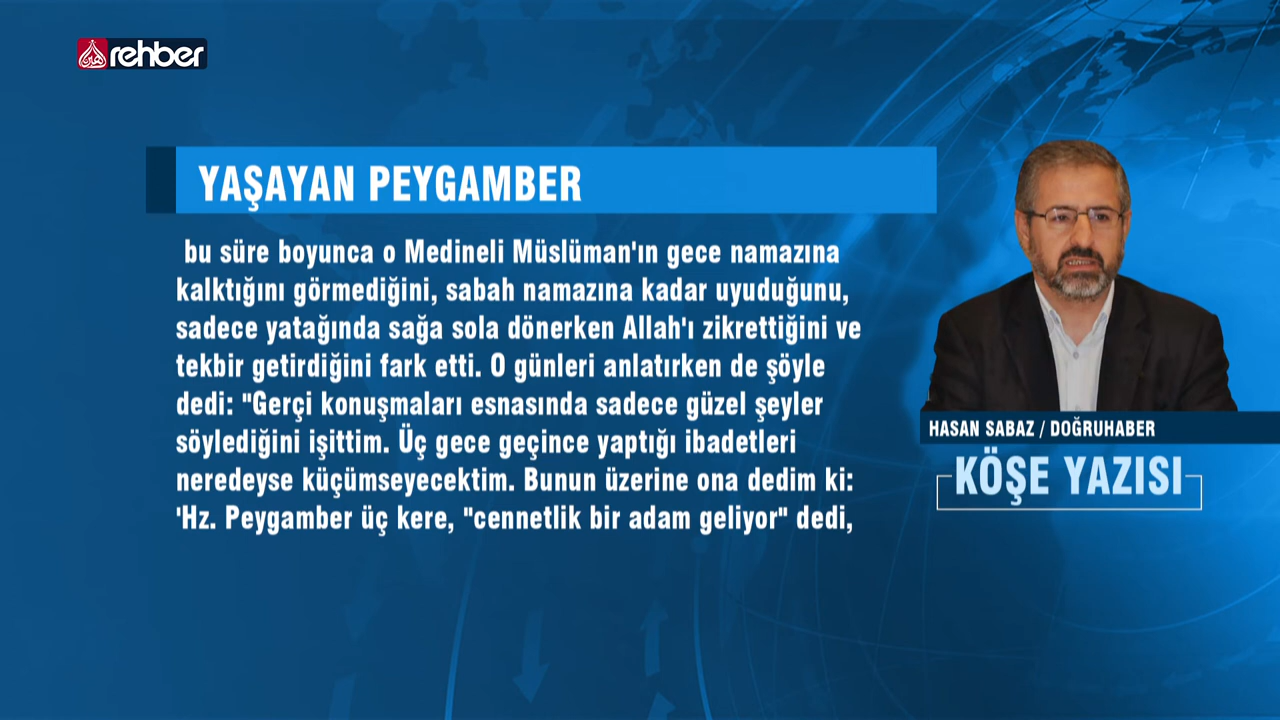 rehber
YAŞAYAN PEYGAMBER
bu süre boyunca o Medineli Müslüman'ın gece namazına
kalktığını görmediğini, sabah namazına kadar uyuduğunu,
sadece yatağında sağa sola dönerken Allah'ı zikrettiğini ve
tekbir getirdiğini fark etti. O günleri anlatırken de şöyle
dedi: "Gerçi konuşmaları esnasında sadece güzel şeyler
söylediğini işittim. Üç gece geçince yaptığı ibadetleri
neredeyse küçümseyecektim. Bunun üzerine ona dedim ki:
'Hz. Peygamber üç kere, "cennetlik bir adam geliyor" dedi,
HASAN SABAZ / DOĞRUHABER
KÖŞE YAZISI